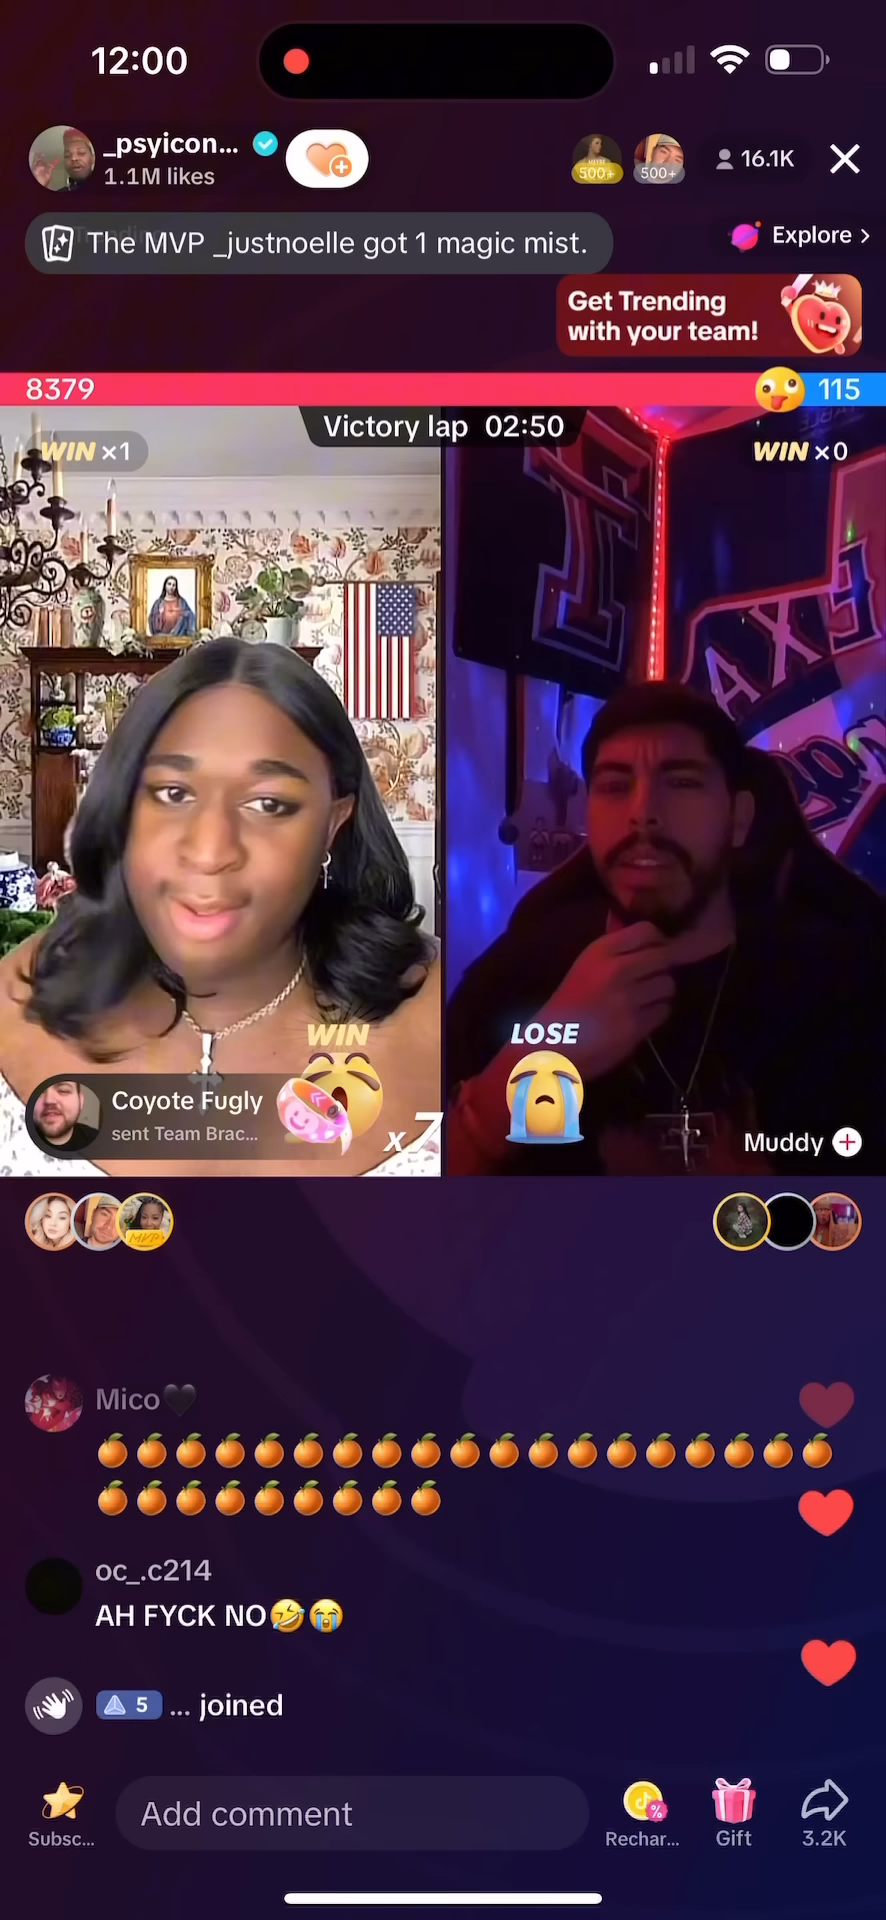 12:00
_psyicon...
1.1M likes
500+
500+
16.1K
The MVP _justnoelle got 1 magic mist.
Explore >
Get Trending
with your team!
8379
115
Victory lap 02:50
WIN x1
WIN x0
WIN
LOSE
Coyote Fugly
sent Team Brac...
x7
Muddy
MVP
Mico🖤
🍊🍊🍊🍊🍊🍊🍊🍊🍊🍊🍊🍊🍊🍊🍊🍊🍊🍊🍊
🍊🍊🍊🍊🍊🍊🍊🍊🍊
oc_.c214
AH FYCK NO🤣😭
5 ... joined
Subsc...
Add comment
Rechar...
Gift
3.2K